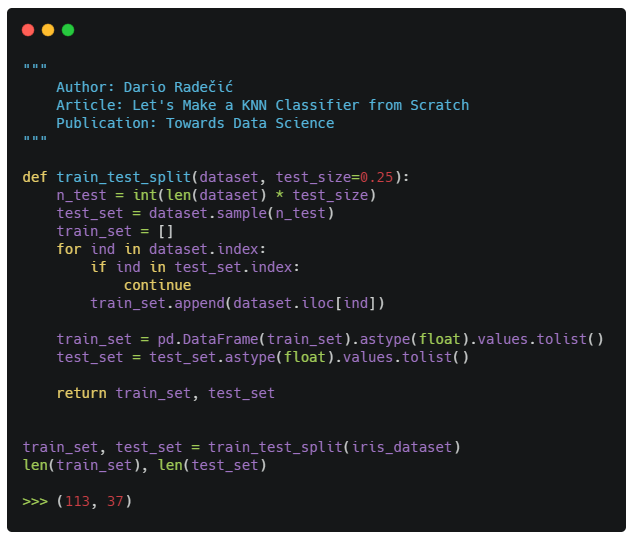 """
    Author: Dario Radečić
    Article: Let's Make a KNN Classifier from Scratch
    Publication: Towards Data Science
"""

def train_test_split(dataset, test_size=0.25):
    n_test = int(len(dataset) * test_size)
    test_set = dataset.sample(n_test)
    train_set = []
    for ind in dataset.index:
        if ind in test_set.index:
            continue
        train_set.append(dataset.iloc[ind])

    train_set = pd.DataFrame(train_set).astype(float).values.tolist()
    test_set = test_set.astype(float).values.tolist()

    return train_set, test_set


train_set, test_set = train_test_split(iris_dataset)
len(train_set), len(test_set)

>>> (113, 37)